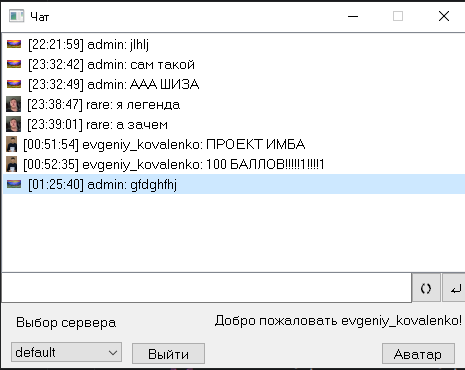 Чат
[22:21:59] admin: jlhlj
[23:32:42] admin: сам такой
[23:32:49] admin: ААА ШИЗА
[23:38:47] rare: я легенда
[23:39:01] rare: а зачем
[00:51:54] evgeniy_kovalenko: ПРОЕКТ ИМБА
[00:52:35] evgeniy_kovalenko: 100 БАЛЛОВ!!!!!1!!!!1
[01:25:40] admin: gfdghfhj
Выбор сервера
Добро пожаловать evgeniy_kovalenko!
default
Выйти
Аватар